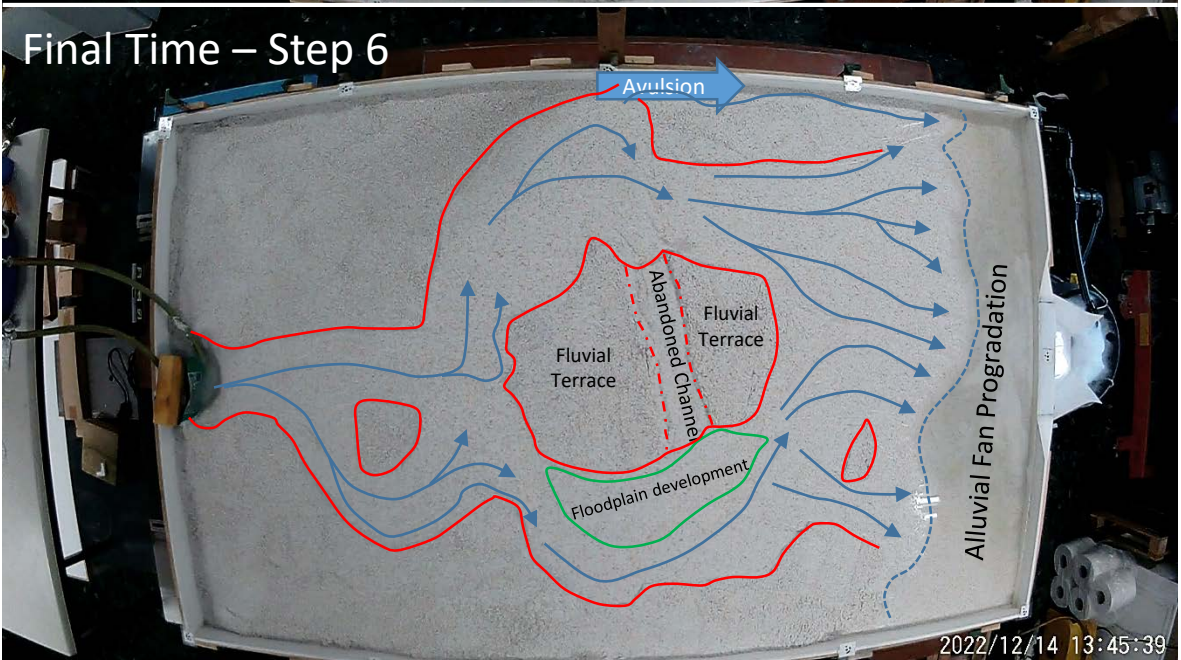 Final Time – Step 6
Avulsion
Fluvial
Terrace
Abandoned Channel
Fluvial
Terrace
Floodplain development
Alluvial Fan Progradation
2022/12/14 13:45:39